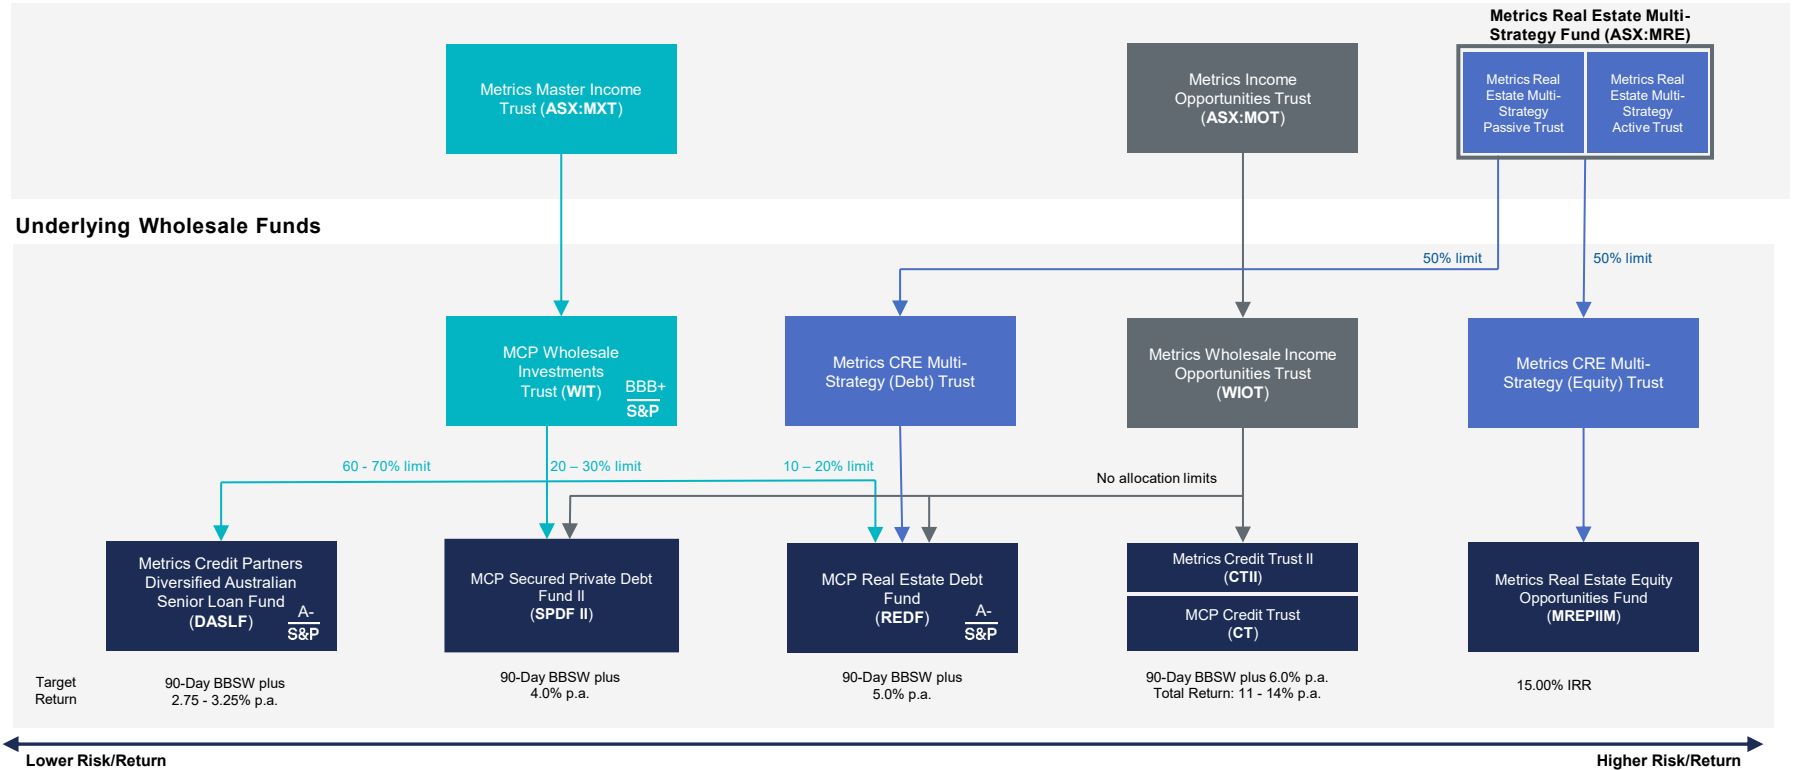 Metrics Real Estate Multi-
Strategy Fund (ASX:MRE)
Metrics Master Income
Trust (ASX:MXT)
Metrics Income
Opportunities Trust
(ASX:MOT)
Metrics Real
Estate Multi-
Strategy
Passive Trust
Metrics Real
Estate Multi-
Strategy
Active Trust
Underlying Wholesale Funds
50% limit
50% limit
MCP Wholesale
Investments
Trust (WIT)
BBB+
S&P
Metrics CRE Multi-
Strategy (Debt) Trust
Metrics Wholesale Income
Opportunities Trust
(WIOT)
Metrics CRE Multi-
Strategy (Equity) Trust
60 - 70% limit
20 – 30% limit
10 – 20% limit
No allocation limits
Metrics Credit Partners
Diversified Australian
Senior Loan Fund
(DASLF)
A-
S&P
MCP Secured Private Debt
Fund II
(SPDF II)
MCP Real Estate Debt
Fund
(REDF)
A-
S&P
Metrics Credit Trust II
(CTII)
MCP Credit Trust
(CT)
Metrics Real Estate Equity
Opportunities Fund
(MREPIIM)
Target
Return
90-Day BBSW plus
2.75 - 3.25% p.a.
90-Day BBSW plus
4.0% p.a.
90-Day BBSW plus
5.0% p.a.
90-Day BBSW plus 6.0% p.a.
Total Return: 11 - 14% p.a.
15.00% IRR
Lower Risk/Return
Higher Risk/Return